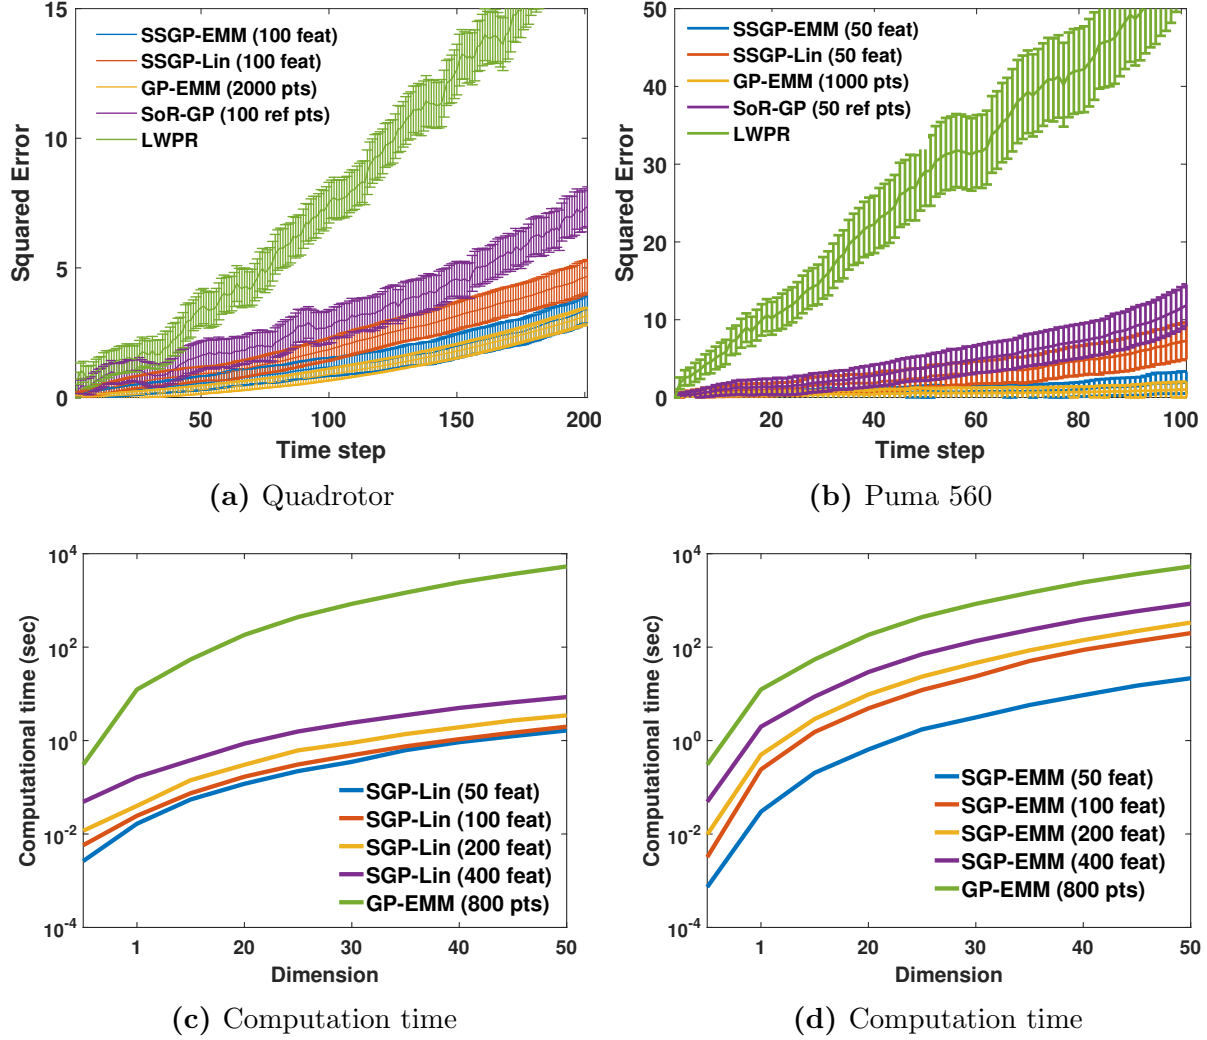 15
10
5
0
Squared Error
SSGP-EMM (100 feat)
SSGP-Lin (100 feat)
GP-EMM (2000 pts)
SoR-GP (100 ref pts)
LWPR
50
100
150
200
Time step
(a) Quadrotor
50
40
30
20
10
0
Squared Error
SSGP-EMM (50 feat)
SSGP-Lin (50 feat)
GP-EMM (1000 pts)
SoR-GP (50 ref pts)
LWPR
20
40
60
80
100
Time step
(b) Puma 560
10^4
10^2
10^0
10^-2
10^-4
Computational time (sec)
SGP-Lin (50 feat)
SGP-Lin (100 feat)
SGP-Lin (200 feat)
SGP-Lin (400 feat)
GP-EMM (800 pts)
1
20
30
40
50
Dimension
(c) Computation time
10^4
10^2
10^0
10^-2
10^-4
Computational time (sec)
SGP-EMM (50 feat)
SGP-EMM (100 feat)
SGP-EMM (200 feat)
SGP-EMM (400 feat)
GP-EMM (800 pts)
1
20
30
40
50
Dimension
(d) Computation time